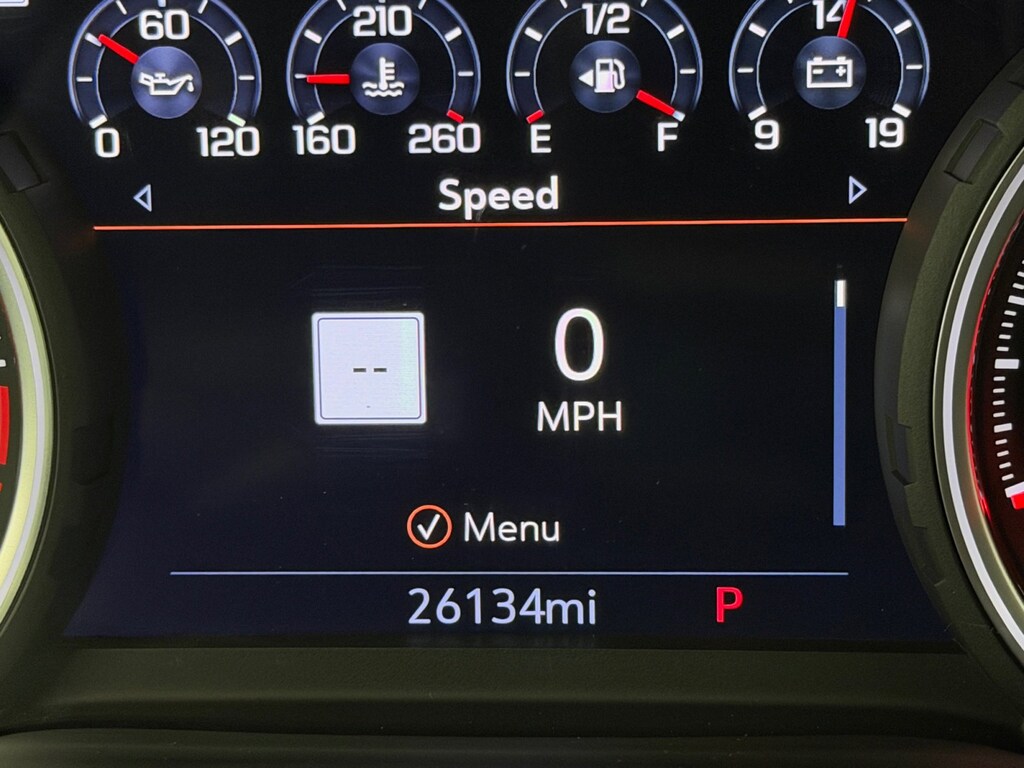 60 210 1/2 14
0 120 160 260 E F 9 19
Speed
--
0
MPH
Menu
26134mi P